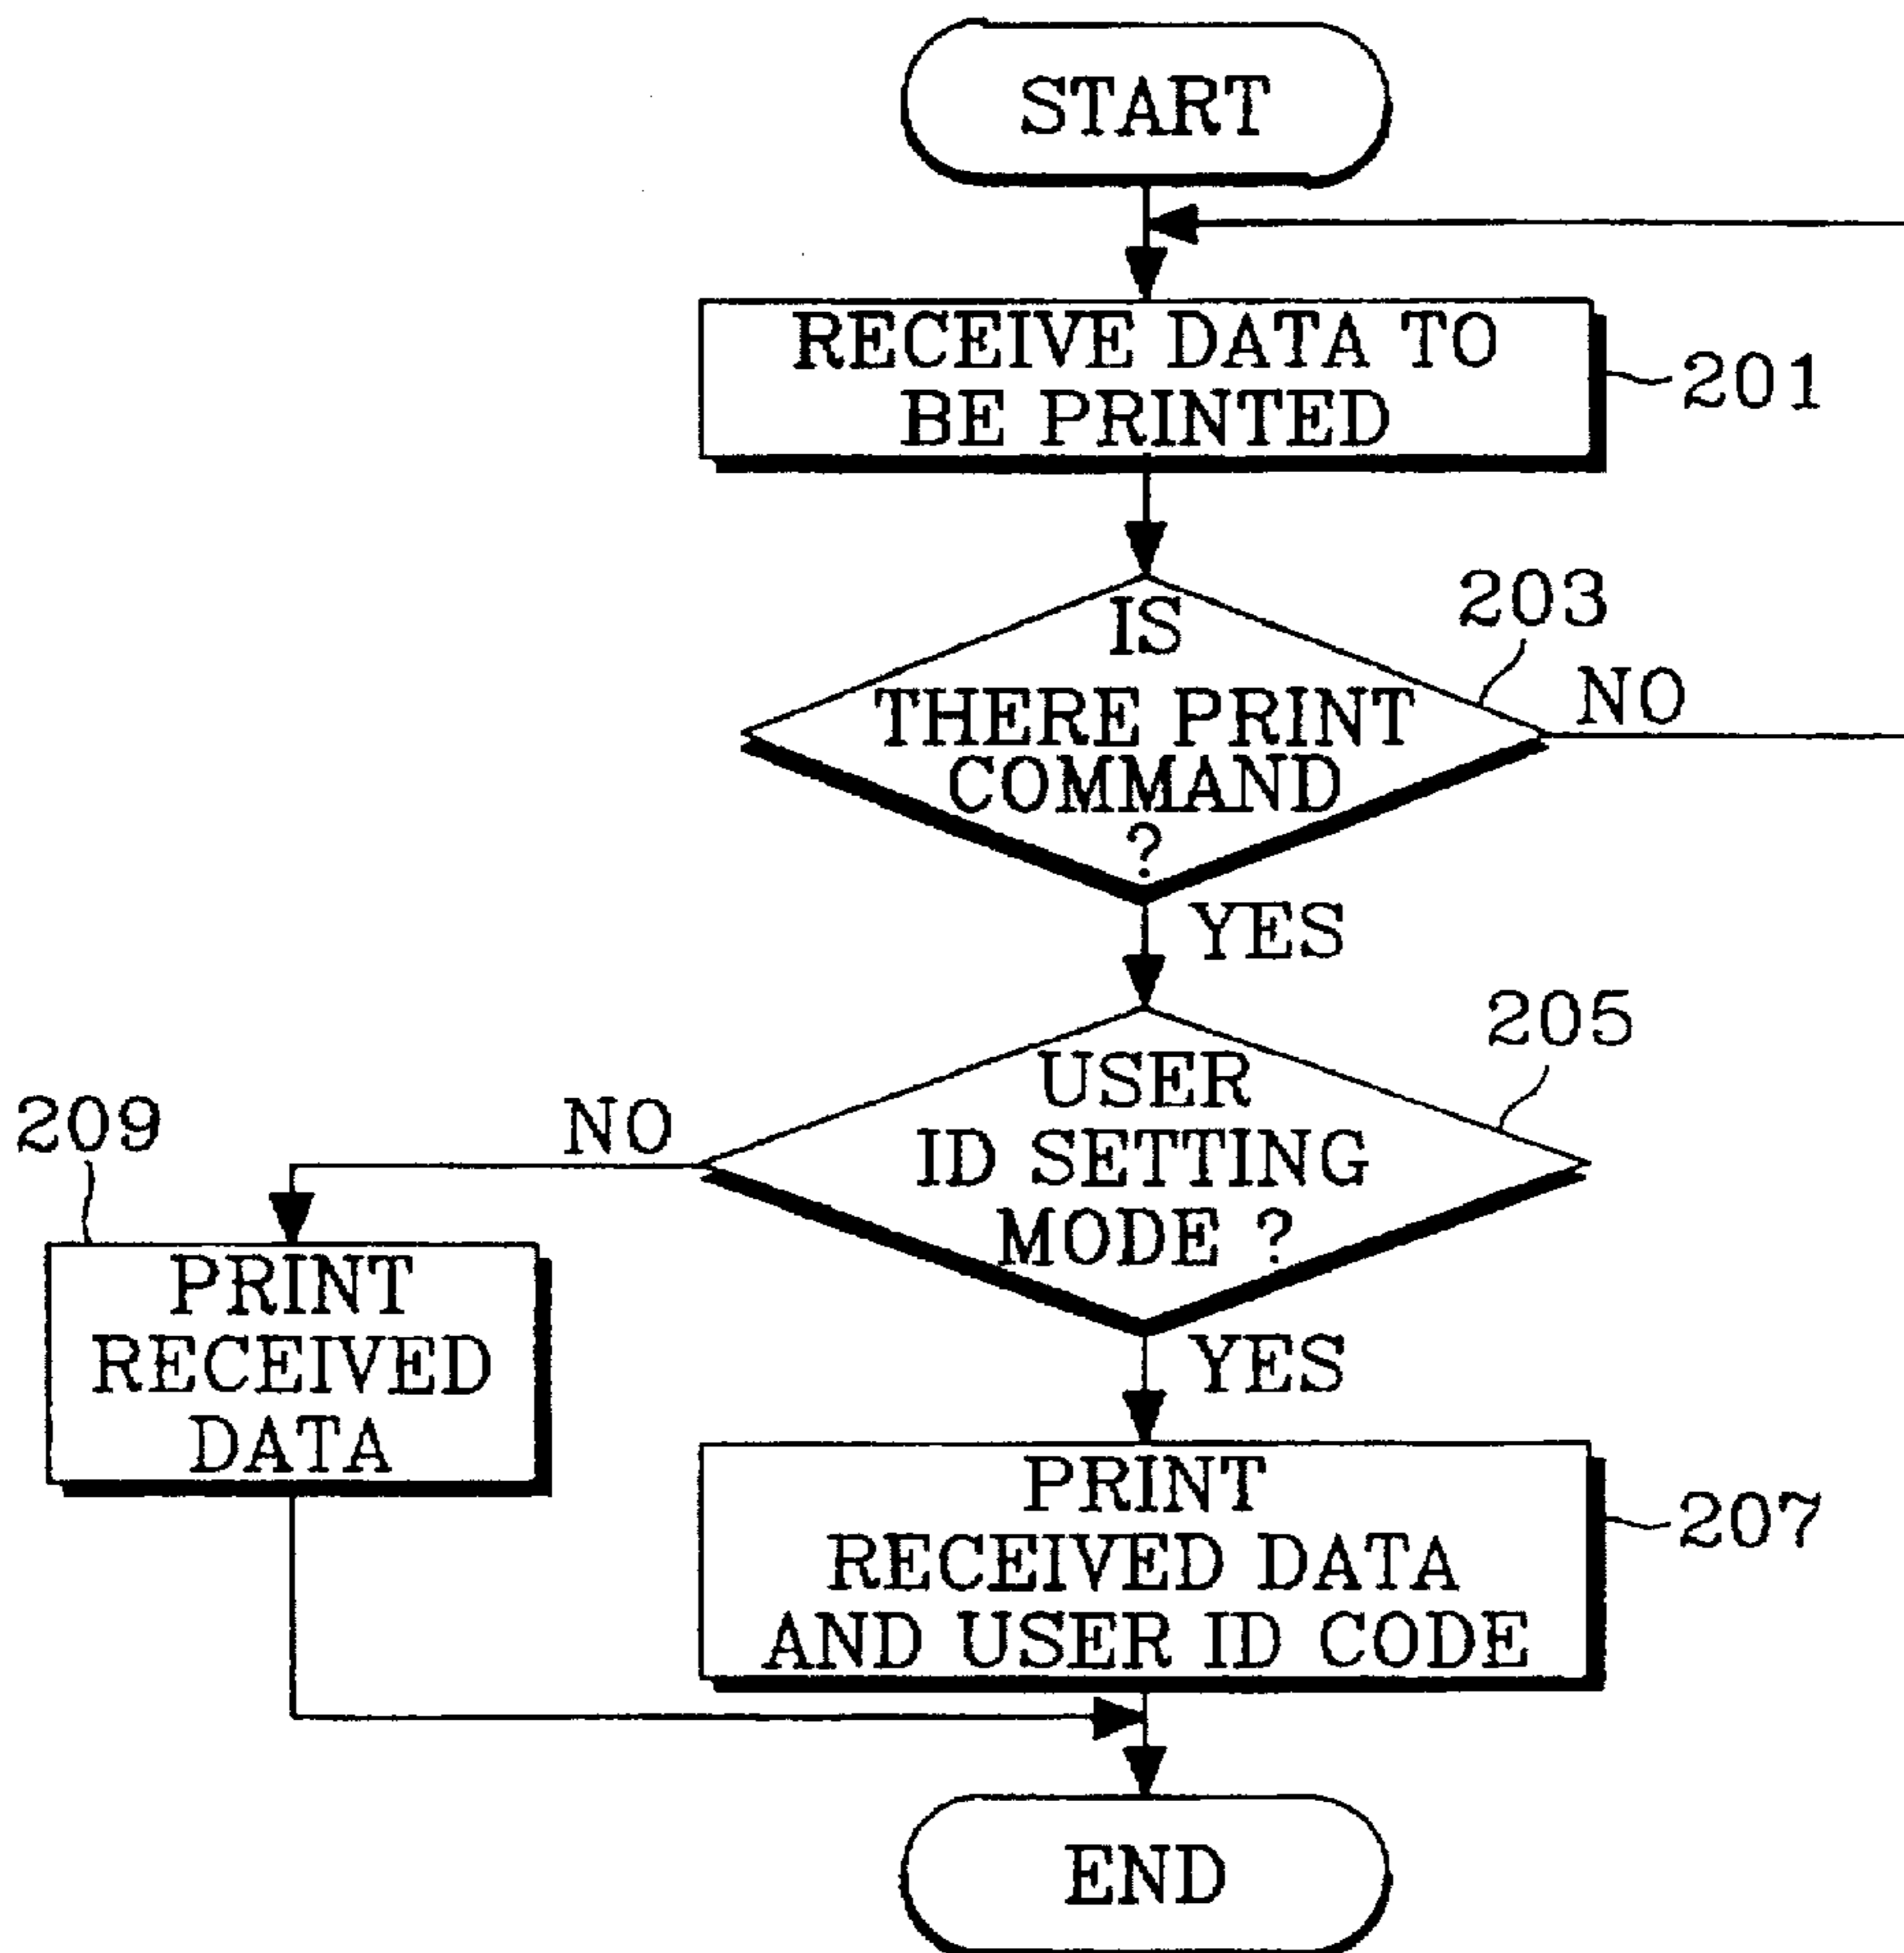 START
RECEIVE DATA TO
BE PRINTED
201
IS
THERE PRINT
COMMAND
?
203
NO
YES
USER
ID SETTING
MODE ?
205
NO
209
PRINT
RECEIVED
DATA
YES
PRINT
RECEIVED DATA
AND USER ID CODE
207
END